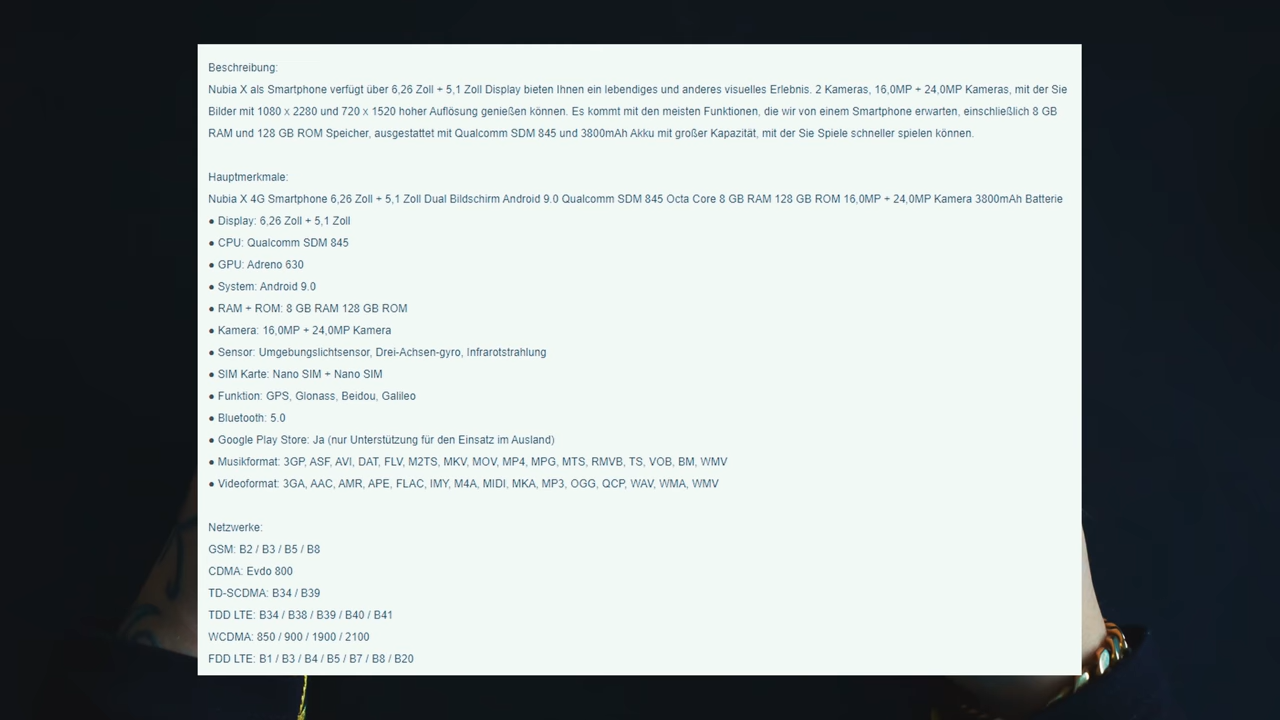 Beschreibung:
Nubia X als Smartphone verfügt über 6,26 Zoll + 5,1 Zoll Display bieten Ihnen ein lebendiges und anderes visuelles Erlebnis. 2 Kameras, 16,0MP + 24,0MP Kameras, mit der Sie
Bilder mit 1080 x 2280 und 720 x 1520 hoher Auflösung genießen können. Es kommt mit den meisten Funktionen, die wir von einem Smartphone erwarten, einschließlich 8 GB
RAM und 128 GB ROM Speicher, ausgestattet mit Qualcomm SDM 845 und 3800mAh Akku mit großer Kapazität, mit der Sie Spiele schneller spielen können.
Hauptmerkmale:
Nubia X 4G Smartphone 6,26 Zoll + 5,1 Zoll Dual Bildschirm Android 9.0 Qualcomm SDM 845 Octa Core 8 GB RAM 128 GB ROM 16,0MP + 24,0MP Kamera 3800mAh Batterie
● Display: 6,26 Zoll + 5,1 Zoll
● CPU: Qualcomm SDM 845
● GPU: Adreno 630
● System: Android 9.0
● RAM + ROM: 8 GB RAM 128 GB ROM
● Kamera: 16,0MP + 24,0MP Kamera
● Sensor: Umgebungslichtsensor, Drei-Achsen-gyro, Infrarotstrahlung
● SIM Karte: Nano SIM + Nano SIM
● Funktion: GPS, Glonass, Beidou, Galileo
● Bluetooth: 5.0
● Google Play Store: Ja (nur Unterstützung für den Einsatz im Ausland)
● Musikformat: 3GP, ASF, AVI, DAT, FLV, M2TS, MKV, MOV, MP4, MPG, MTS, RMVB, TS, VOB, BM, WMV
● Videoformat: 3GA, AAC, AMR, APE, FLAC, IMY, M4A, MIDI, MKA, MP3, OGG, QCP, WAV, WMA, WMV
Netzwerke:
GSM: B2 / B3 / B5 / B8
CDMA: Evdo 800
TD-SCDMA: B34 / B39
TDD LTE: B34 / B38 / B39 / B40 / B41
WCDMA: 850 / 900 / 1900 / 2100
FDD LTE: B1 / B3 / B4 / B5 / B7 / B8 / B20